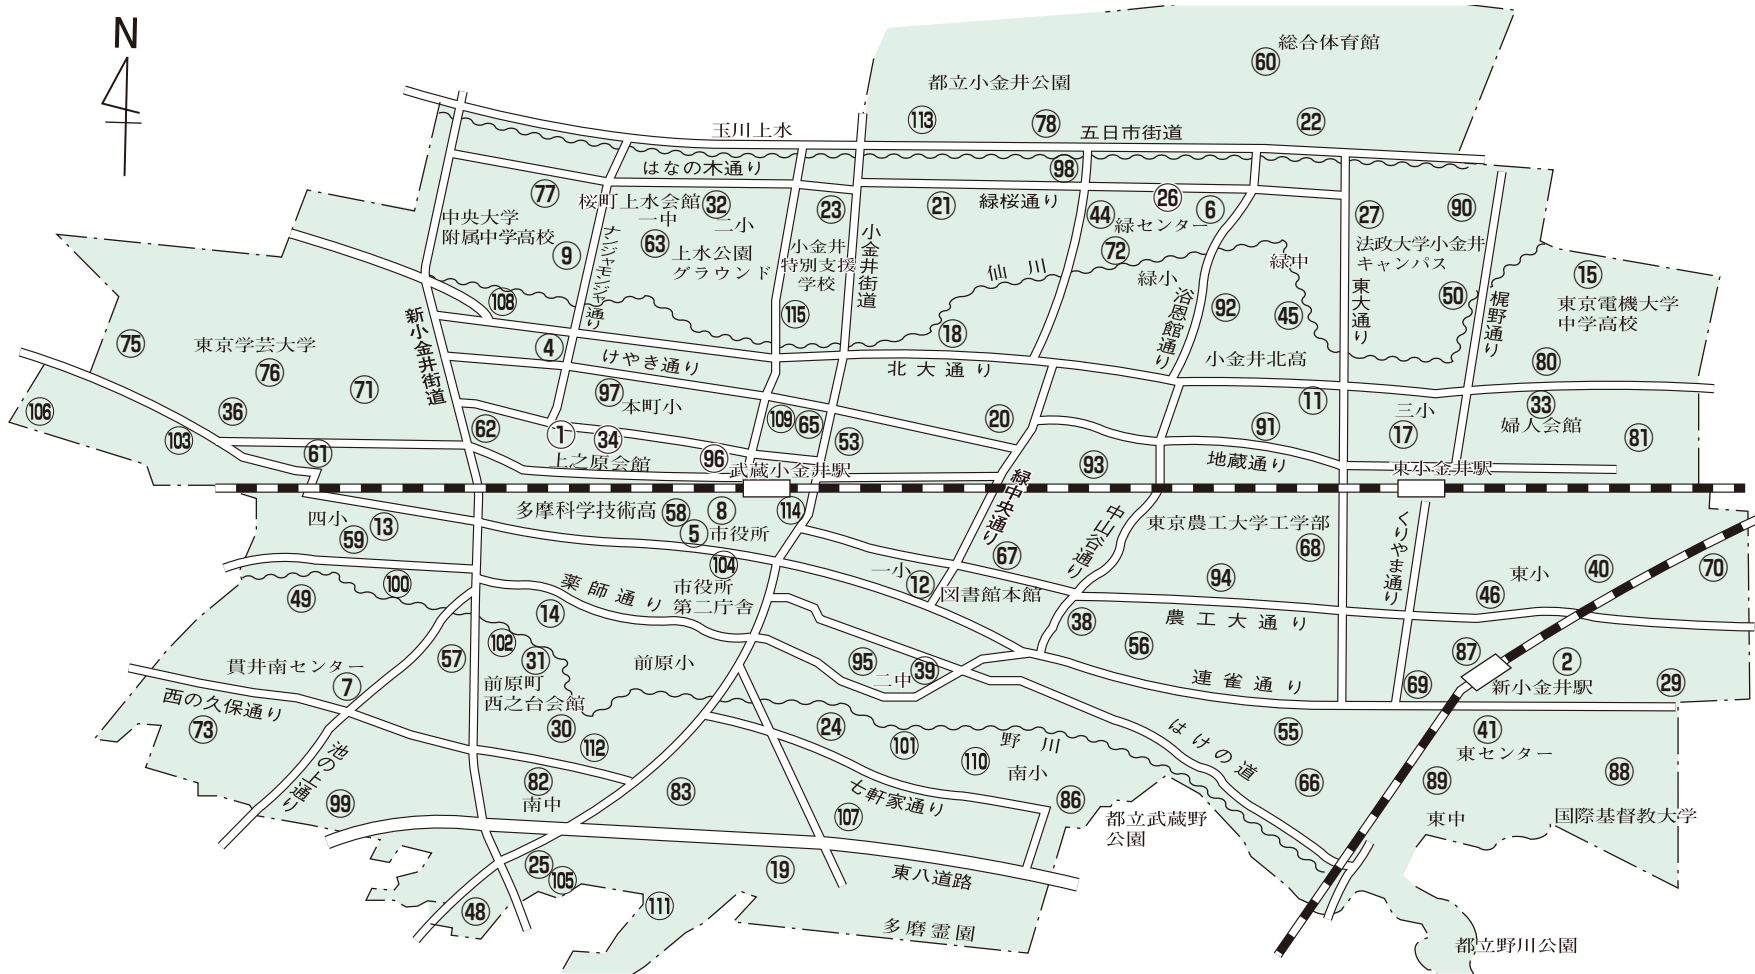 N
総合体育館
60
都立小金井公園
113
78
22
玉川上水
五日市街道
はなの木通り
98
77
桜町上水会館
32
23
21
緑桜通り
44
26
6
27
90
中央大学
附属中学高校
一中
二小
緑センター
72
9
63
上水公園
グラウンド
ナンジャモンジャ通り
小金井
特別支援
学校
小金井街道
仙川
緑小
緑中
法政大学小金井
キャンパス
15
108
115
浴恩館通り
92
45
東大通り
50
梶野通り
東京電機大学
中学高校
新小金井街道
75
東京学芸大学
76
4
けやき通り
18
北大通り
小金井北高
80
71
97
本町小
106
36
109
65
20
11
三小
17
33
婦人会館
103
62
1
34
53
91
81
61
上之原会館
96
武蔵小金井駅
93
地蔵通り
東小金井駅
緑中央通り
四小
13
59
多摩科学技術高
58
8
114
5
市役所
中山谷通り
東京農工大学工学部
68
くりやま通り
67
104
100
49
薬師通り
市役所
第二庁舎
一小
12
図書館本館
94
東小
40
70
46
14
38
農工大通り
102
57
31
前原小
95
二中
39
56
87
2
貫井南センター
7
前原町
西之台会館
連雀通り
69
新小金井駅
29
西の久保通り
73
30
112
24
101
野川
はけの道
55
41
東センター
池の上通り
110
南小
82
南中
83
七軒家通り
86
66
89
88
99
107
都立武蔵野
公園
東中
国際基督教大学
25
105
19
東八道路
48
111
多磨霊園
都立野川公園